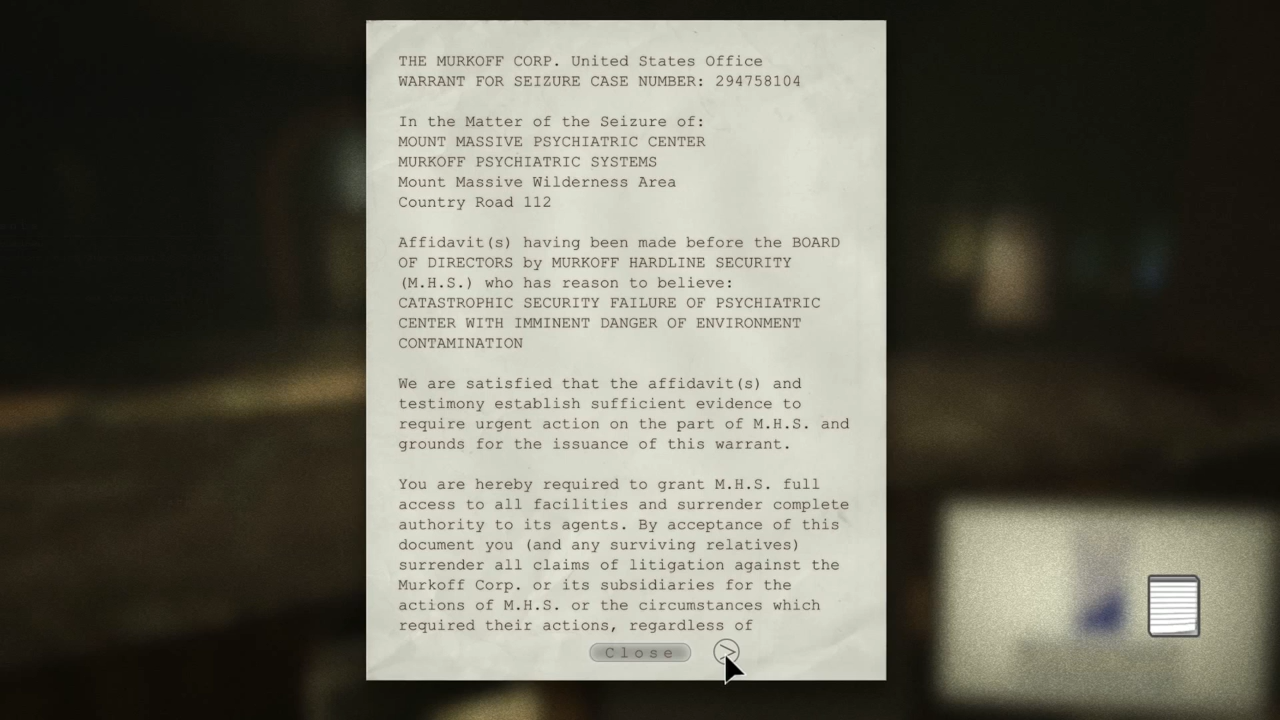 THE MURKOFF CORP. United States Office
WARRANT FOR SEIZURE CASE NUMBER: 294758104
In the Matter of the Seizure of:
MOUNT MASSIVE PSYCHIATRIC CENTER
MURKOFF PSYCHIATRIC SYSTEMS
Mount Massive Wilderness Area
Country Road 112
Affidavit(s) having been made before the BOARD
OF DIRECTORS by MURKOFF HARDLINE SECURITY
(M.H.S.) who has reason to believe:
CATASTROPHIC SECURITY FAILURE OF PSYCHIATRIC
CENTER WITH IMMINENT DANGER OF ENVIRONMENT
CONTAMINATION
We are satisfied that the affidavit(s) and
testimony establish sufficient evidence to
require urgent action on the part of M.H.S. and
grounds for the issuance of this warrant.
You are hereby required to grant M.H.S. full
access to all facilities and surrender complete
authority to its agents. By acceptance of this
document you (and any surviving relatives)
surrender all claims of litigation against the
Murkoff Corp. or its subsidiaries for the
actions of M.H.S. or the circumstances which
required their actions, regardless of
Close >